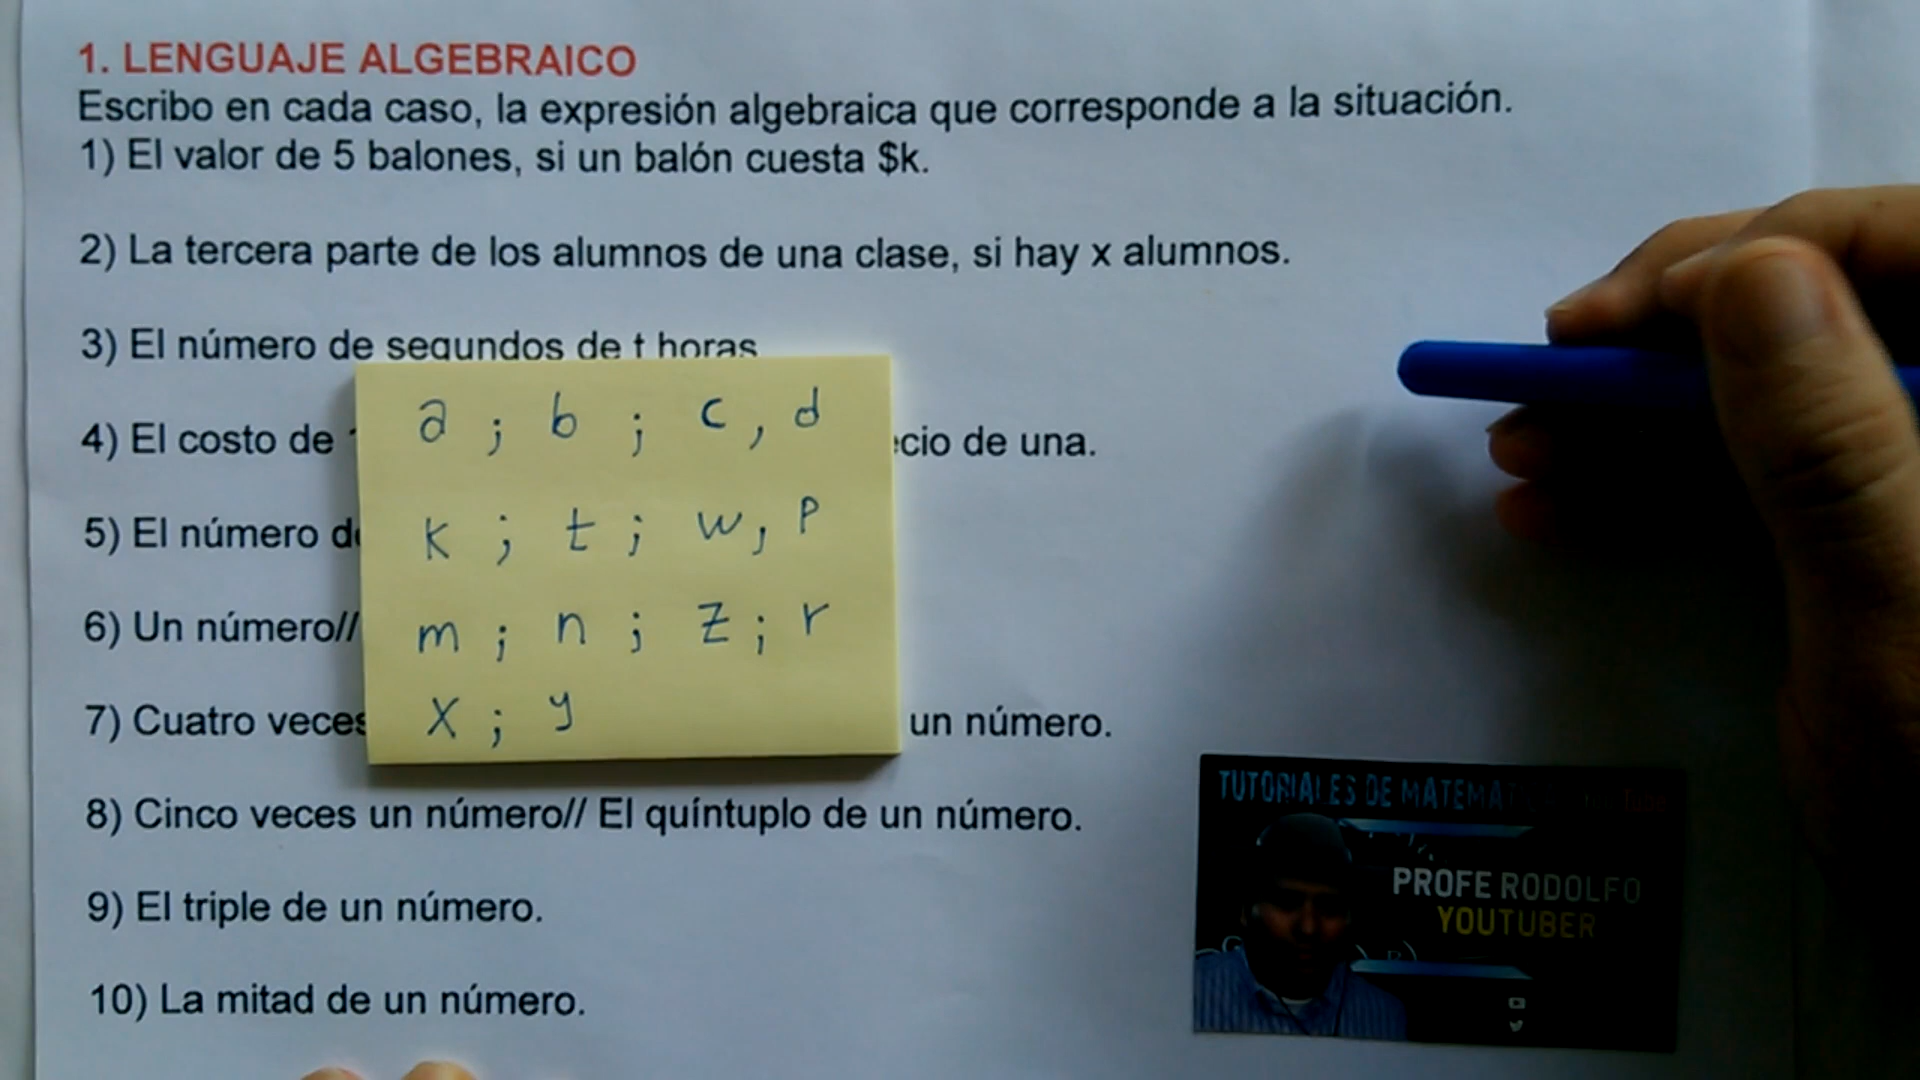 1. LENGUAJE ALGEBRAICO
Escribo en cada caso, la expresión algebraica que corresponde a la situación.
1) El valor de 5 balones, si un balón cuesta $k.
2) La tercera parte de los alumnos de una clase, si hay x alumnos.
3) El número de segundos de t horas
4) El costo de
cio de una.
5) El número
6) Un número//
7) Cuatro veces
un número.
8) Cinco veces un número// El quíntuplo de un número.
9) El triple de un número.
10) La mitad de un número.
a ; b ; c , d
k ; t ; w , p
m ; n ; z ; r
x ; y
TUTORIALES DE
PROFE RODOLFO
YOUTUBER